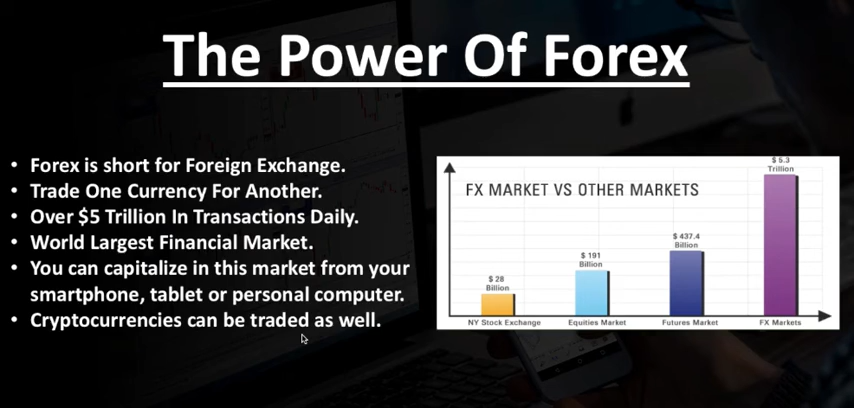 The Power Of Forex
• Forex is short for Foreign Exchange.
• Trade One Currency For Another.
• Over $5 Trillion In Transactions Daily.
• World Largest Financial Market.
• You can capitalize in this market from your
smartphone, tablet or personal computer.
• Cryptocurrencies can be traded as well.
FX MARKET VS OTHER MARKETS
$ 28
Billion
$ 191
Billion
$ 437.4
Billion
$ 5.3
Trillion
NY Stock Exchange
Equities Market
Futures Market
FX Markets